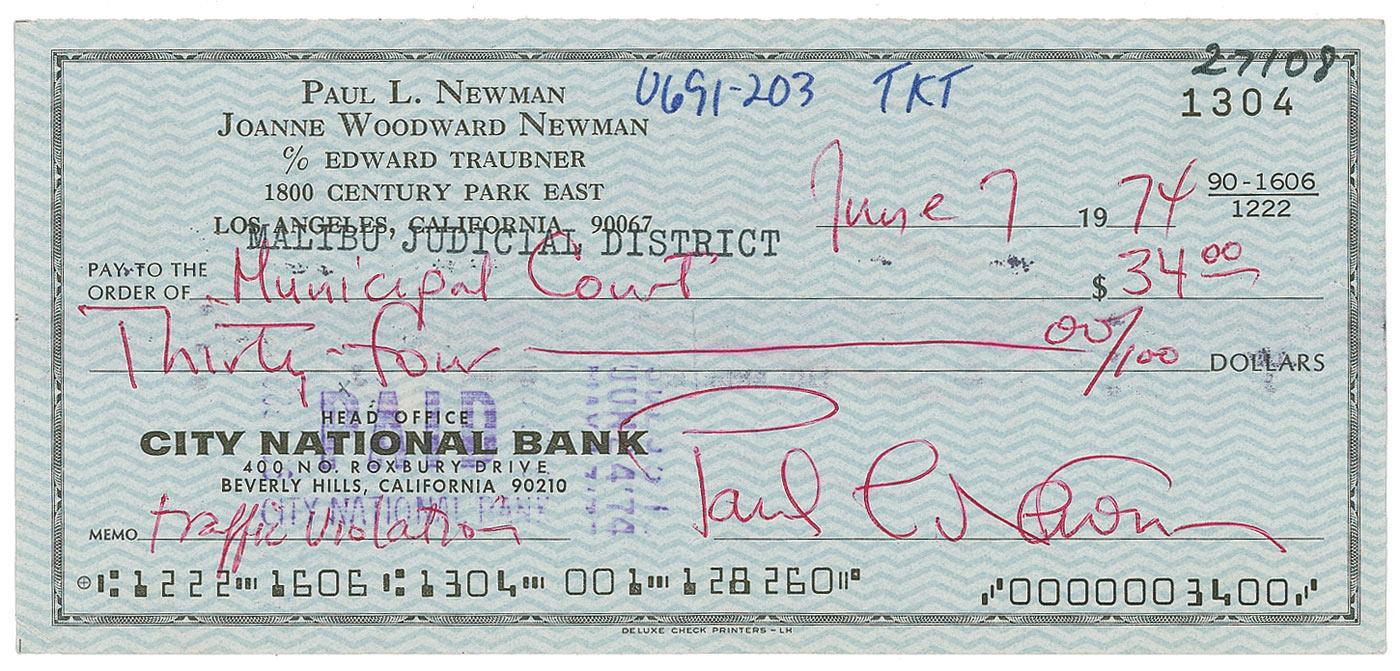 27108
U691-203 TKT
1304
PAUL L. NEWMAN
JOANNE WOODWARD NEWMAN
% EDWARD TRAUBNER
1800 CENTURY PARK EAST
LOS ANGELES, CALIFORNIA 90067
June 7 19 74
90-1606
1222
MALIBU JUDICIAL DISTRICT
PAY TO THE
ORDER OF Municipal Court $ 34 00
Thirty-four 00/100 DOLLARS
PAID
HEAD OFFICE
CITY NATIONAL BANK
400 NO. ROXBURY DRIVE
BEVERLY HILLS, CALIFORNIA 90210
CITY NATIONAL BANK
MEMO traffic violation
Paul L Newman
1222 1606 1304 001 128 260
0000003400
DELUXE CHECK PRINTERS - LH